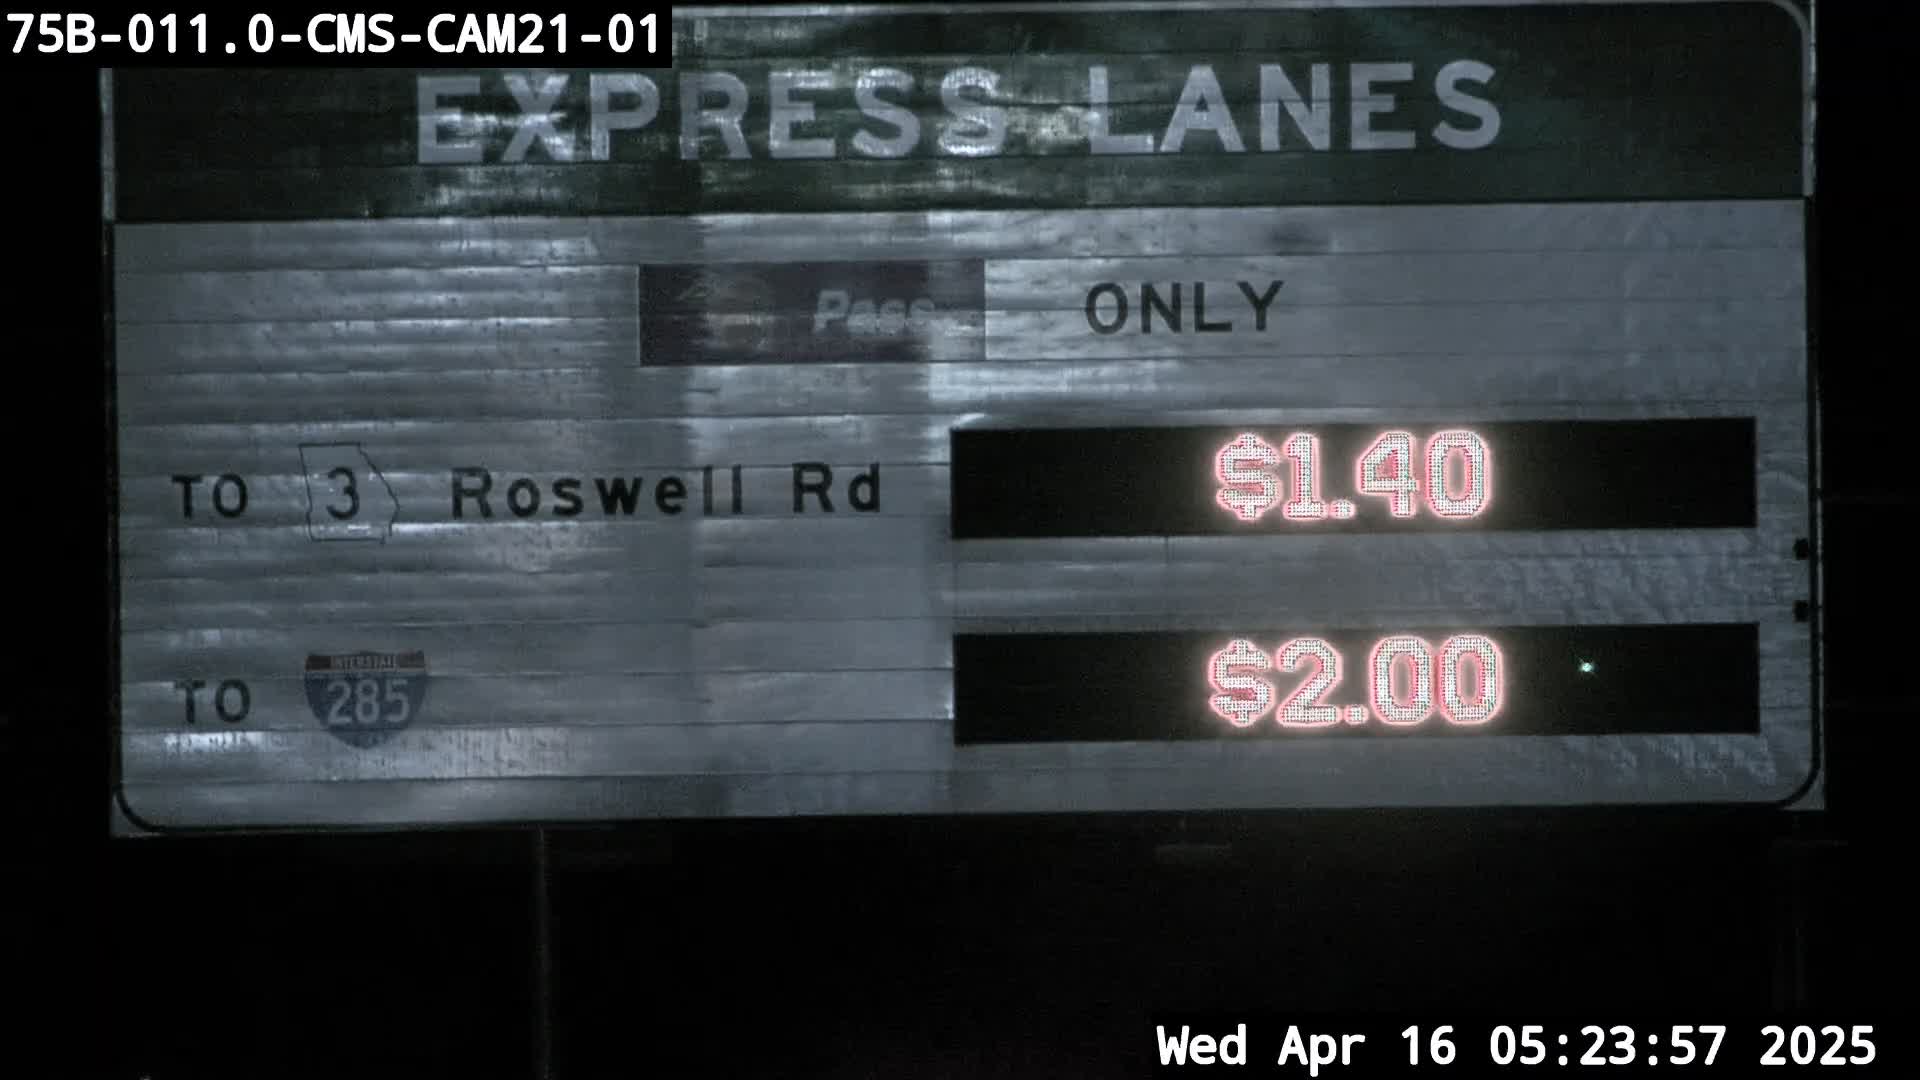 75B-011.0-CMS-CAM21-01
EXPRESS LANES
Pass ONLY
TO 3 Roswell Rd $1.40
INTERSTATE
TO 285 $2.00
Wed Apr 16 05:23:57 2025